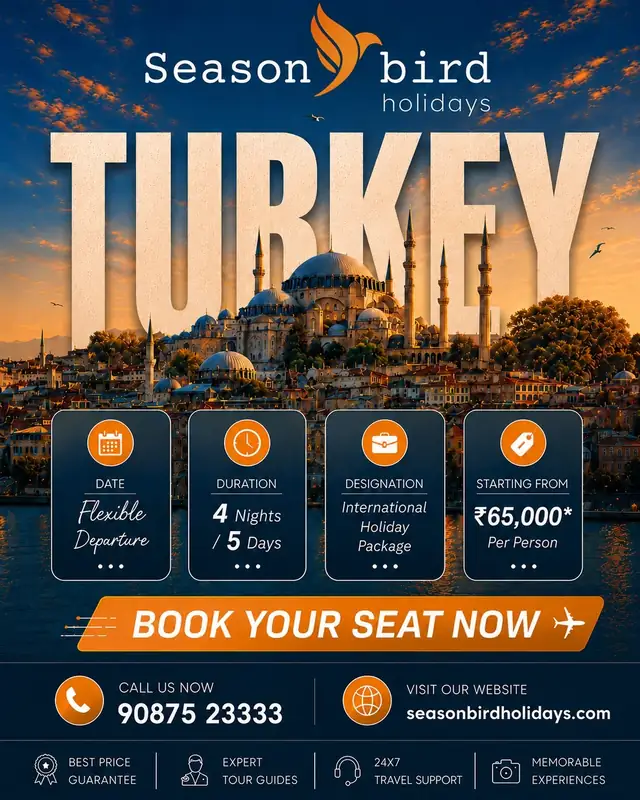 Season bird
holidays
TURKEY
DATE
Flexible
Departure
DURATION
4 Nights
/ 5 Days
DESIGNATION
International
Holiday
Package
STARTING FROM
₹65,000*
Per Person
BOOK YOUR SEAT NOW
CALL US NOW
90875 23333
VISIT OUR WEBSITE
seasonbirdholidays.com
BEST PRICE
GUARANTEE
EXPERT
TOUR GUIDES
24X7
TRAVEL SUPPORT
MEMORABLE
EXPERIENCES